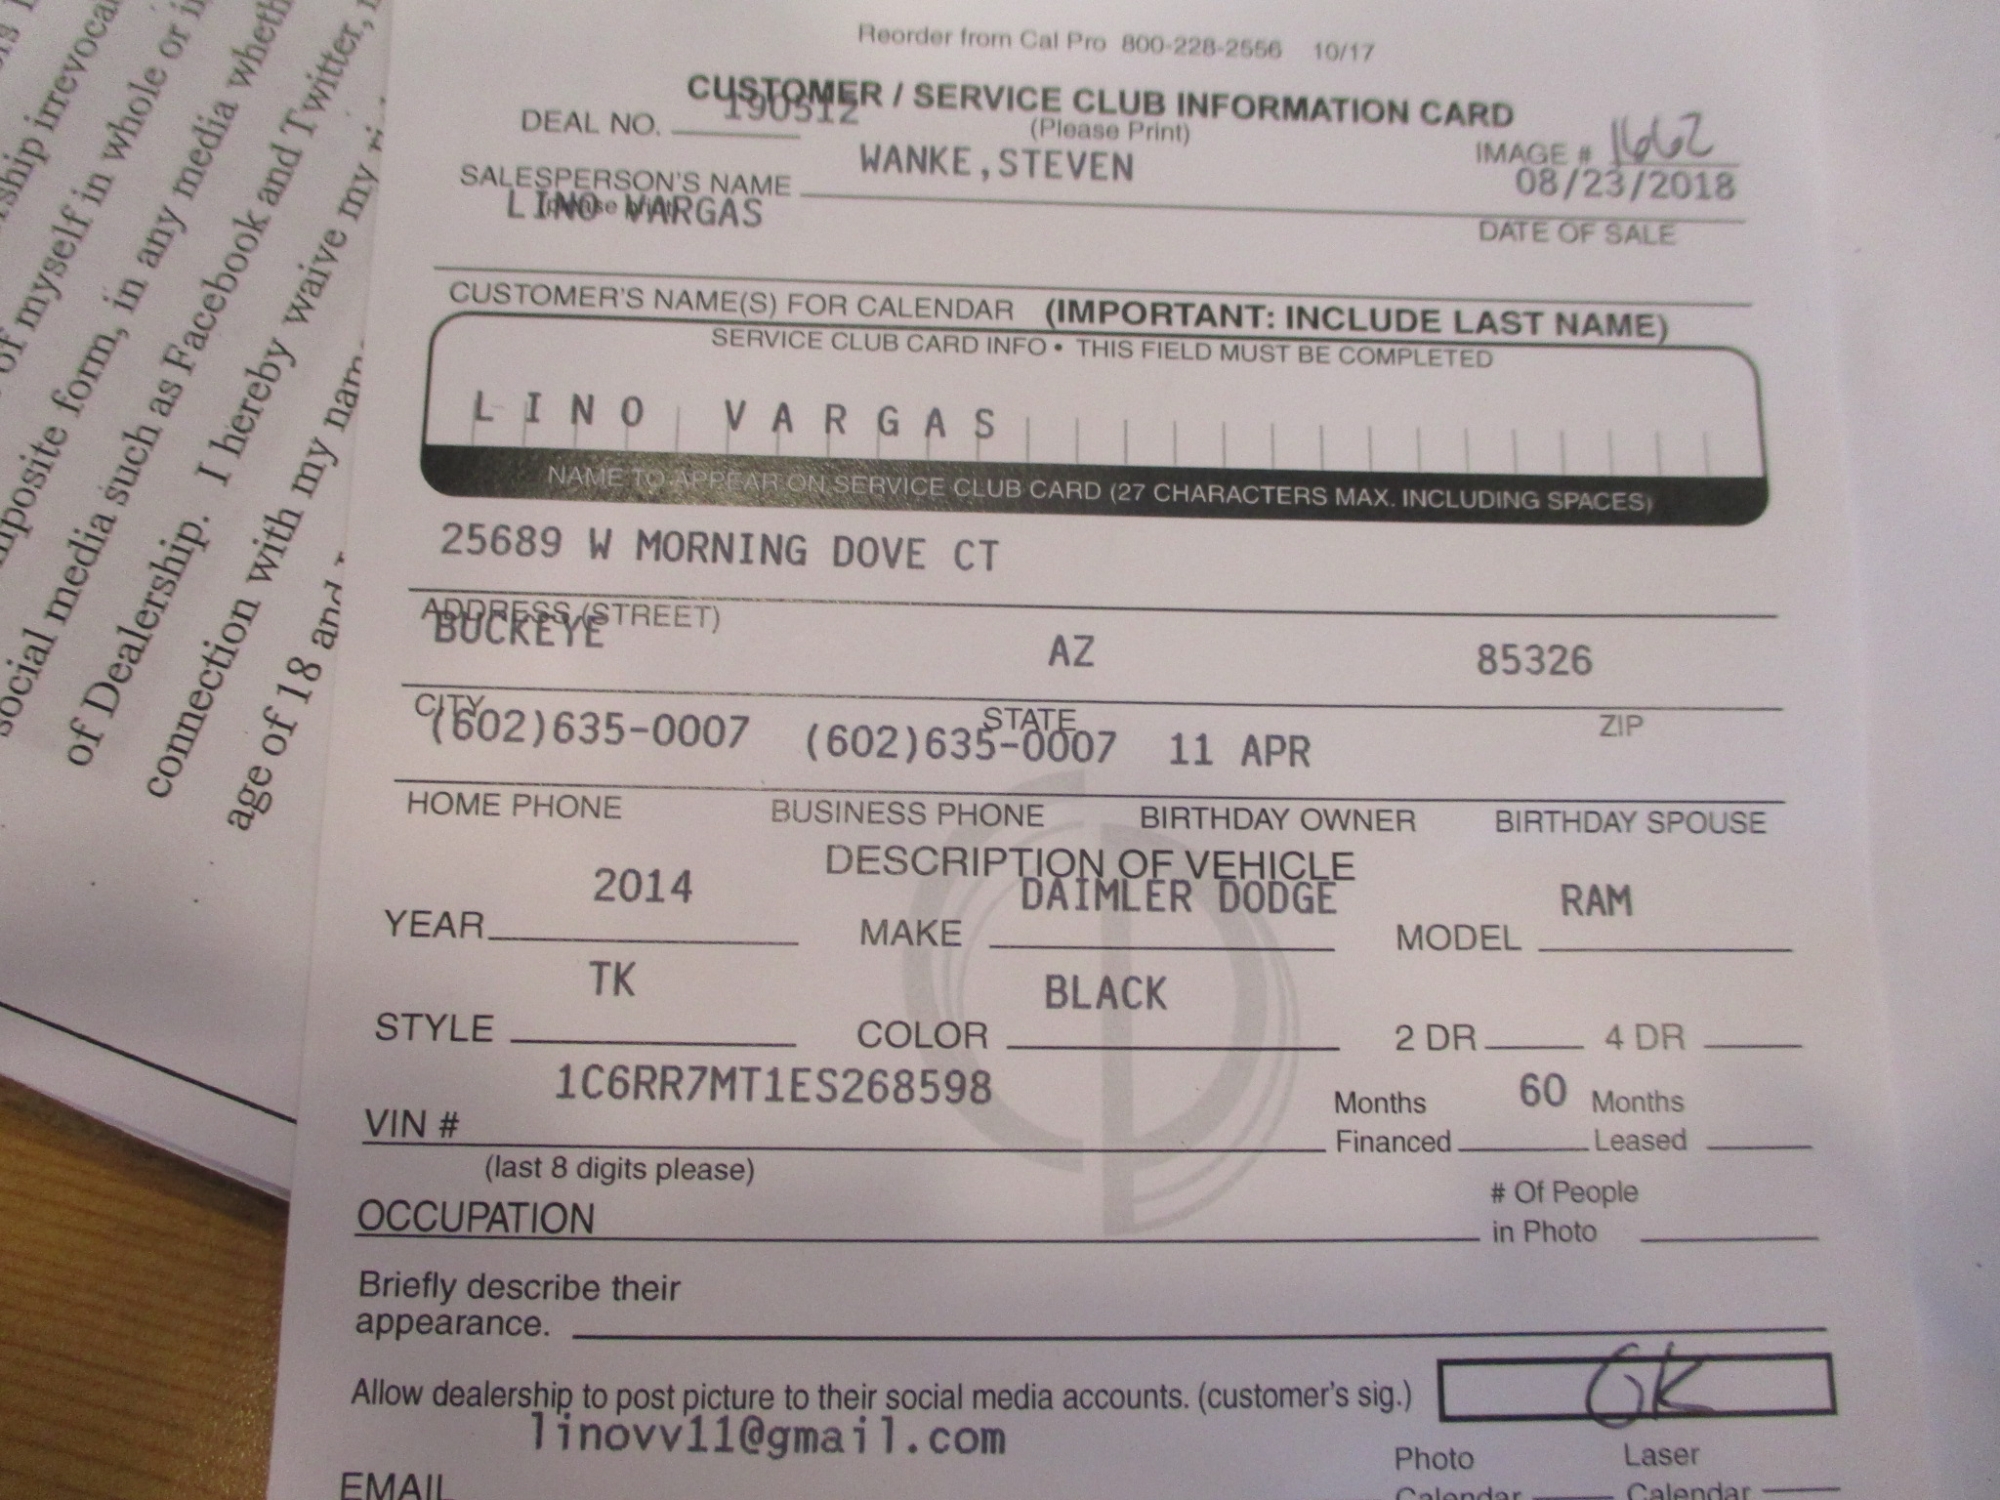 Reorder from Cal Pro 800-228-2556 10/17
CUSTOMER / SERVICE CLUB INFORMATION CARD
DEAL NO. 190512
(Please Print)
IMAGE # 1662
SALESPERSON'S NAME WANKE,STEVEN
08/23/2018
(please print)
LINO VARGAS
DATE OF SALE
CUSTOMER'S NAME(S) FOR CALENDAR (IMPORTANT: INCLUDE LAST NAME)
SERVICE CLUB CARD INFO • THIS FIELD MUST BE COMPLETED
LINO VARGAS
NAME TO APPEAR ON SERVICE CLUB CARD (27 CHARACTERS MAX. INCLUDING SPACES)
25689 W MORNING DOVE CT
ADDRESS (STREET)
BUCKEYE AZ 85326
CITY STATE ZIP
(602)635-0007 (602)635-0007 11 APR
HOME PHONE BUSINESS PHONE BIRTHDAY OWNER BIRTHDAY SPOUSE
DESCRIPTION OF VEHICLE
YEAR 2014 MAKE DAIMLER DODGE MODEL RAM
STYLE TK COLOR BLACK 2 DR 4 DR
VIN # 1C6RR7MT1ES268598
Months Financed 60 Months Leased
(last 8 digits please)
OCCUPATION
# Of People in Photo
Briefly describe their
appearance.
Allow dealership to post picture to their social media accounts. (customer's sig.) OK
linovv11@gmail.com
EMAIL
Photo Calendar Laser Calendar
of myself in whole or in
form, in any media wheth
social media such as Facebook and Twitter,
of Dealership. I hereby waive my
connection with my nam
age of 18 and